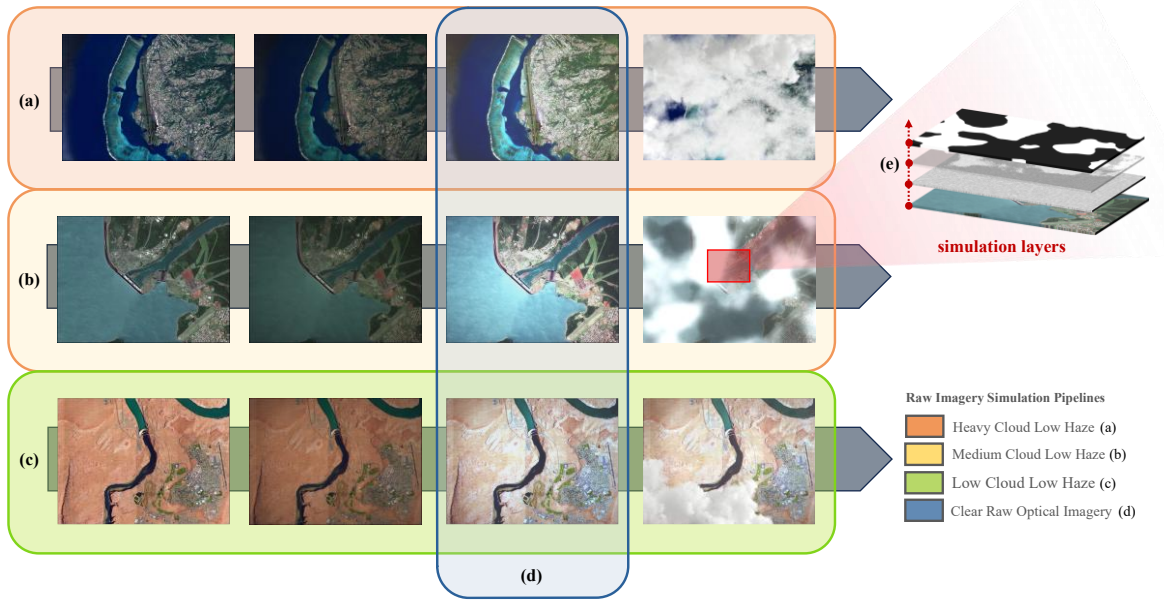 (a)
(e)
simulation layers
(b)
(c)
(d)
Raw Imagery Simulation Pipelines
Heavy Cloud Low Haze (a)
Medium Cloud Low Haze (b)
Low Cloud Low Haze (c)
Clear Raw Optical Imagery (d)